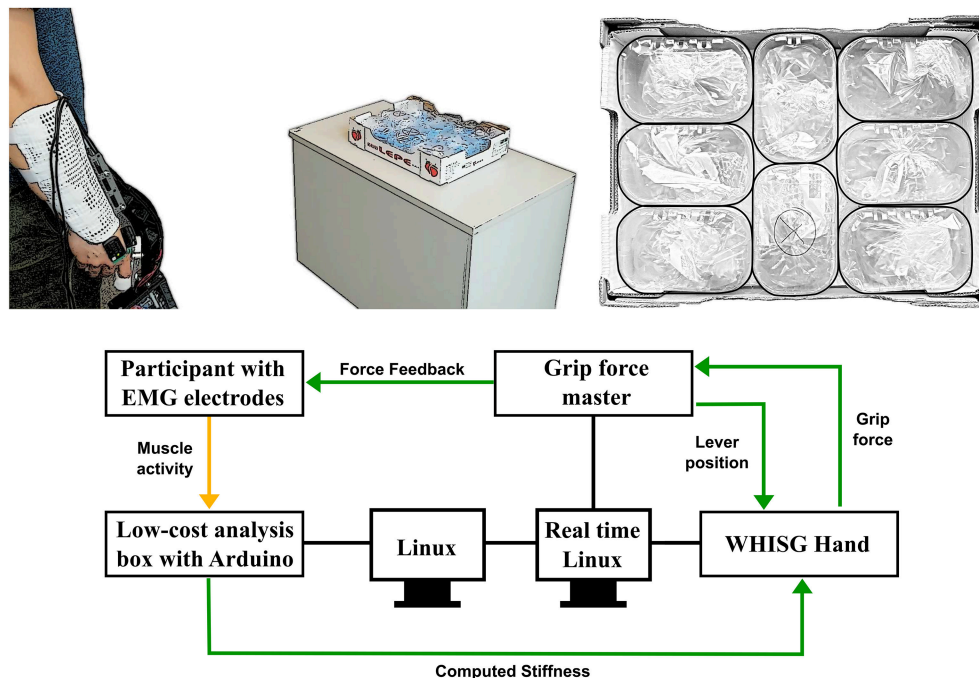 LEPE
Participant with
EMG electrodes
Force Feedback
Grip force
master
Muscle
activity
Lever
position
Grip
force
Low-cost analysis
box with Arduino
Linux
Real time
Linux
WHISG Hand
Computed Stiffness